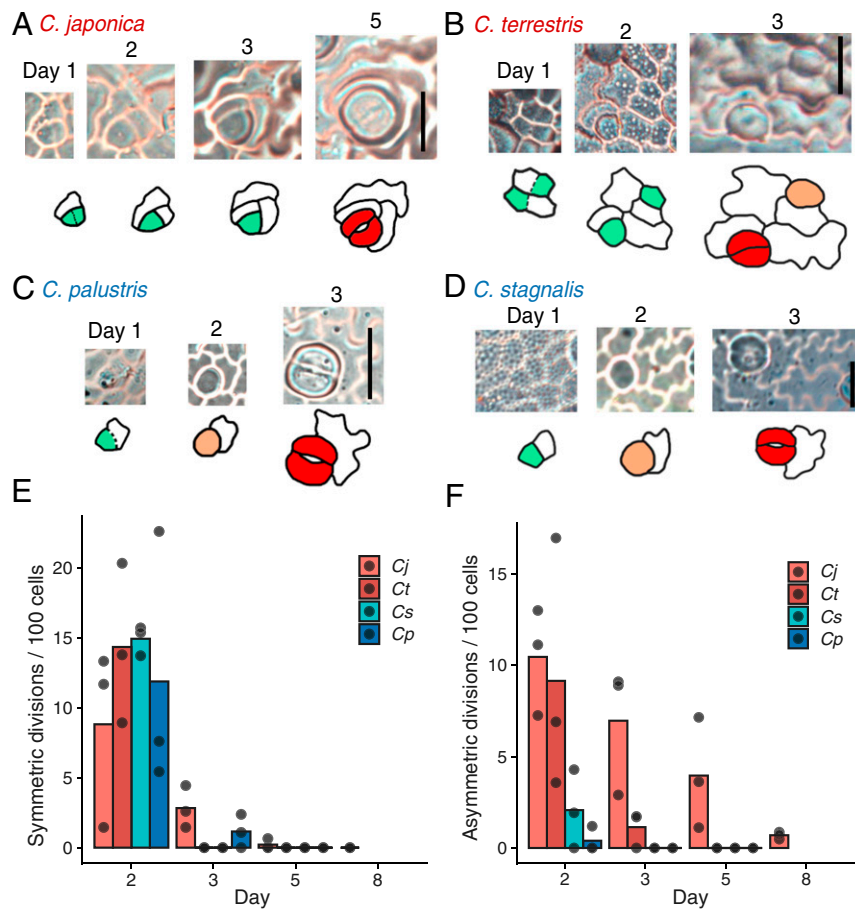 A C. japonica
Day 1 2 3 5
B C. terrestris
Day 1 2 3
C C. palustris
Day 1 2 3
D C. stagnalis
Day 1 2 3
E
Symmetric divisions / 100 cells
20
15
10
5
0
Cj
Ct
Cs
Cp
2 3 5 8
Day
F
Asymmetric divisions / 100 cells
15
10
5
0
Cj
Ct
Cs
Cp
2 3 5 8
Day